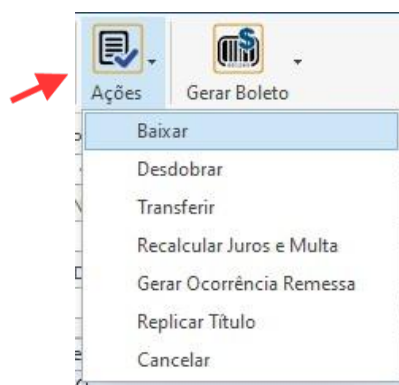 Ações
Gerar Boleto
Baixar
Desdobrar
Transferir
Recalcular Juros e Multa
Gerar Ocorrência Remessa
Replicar Título
Cancelar